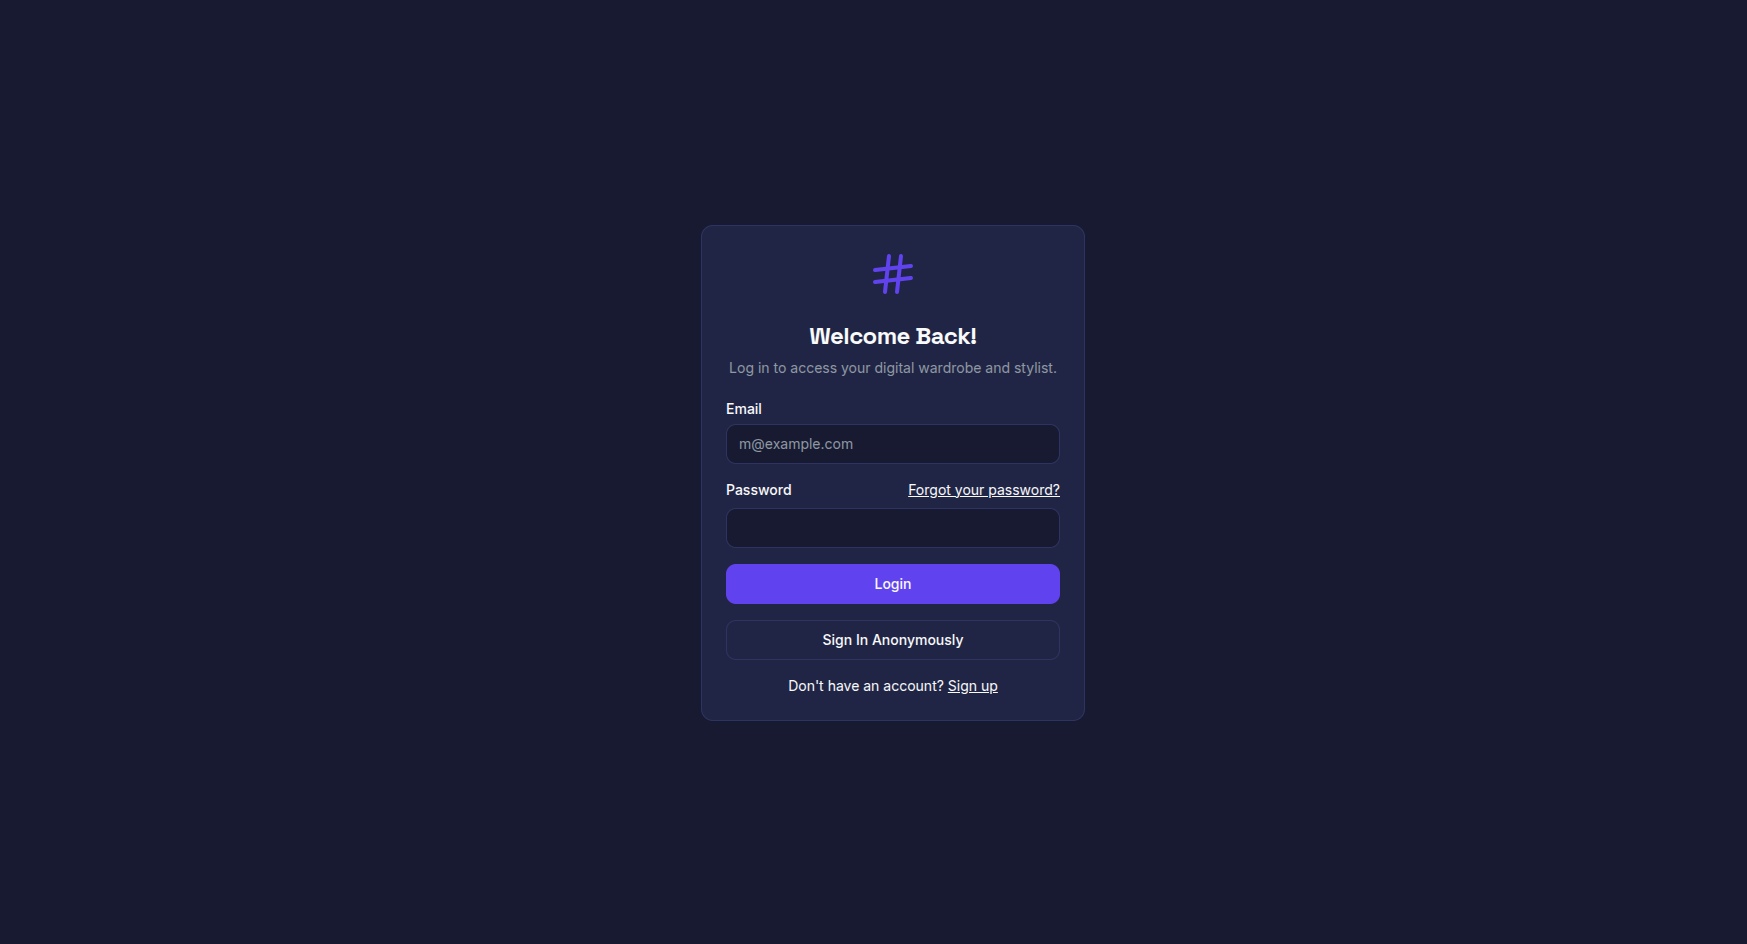 Welcome Back!
Log in to access your digital wardrobe and stylist.
Email
m@example.com
Password Forgot your password?
Login
Sign In Anonymously
Don't have an account? Sign up